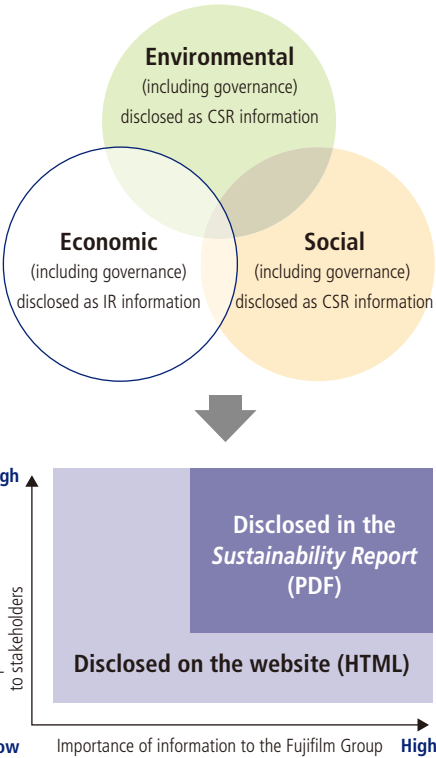 Environmental
(including governance)
disclosed as CSR information
Economic
(including governance)
disclosed as IR information
Social
(including governance)
disclosed as CSR information
gh
to stakeholders
Disclosed in the
Sustainability Report
(PDF)
Disclosed on the website (HTML)
ow
Importance of information to the Fujifilm Group
High